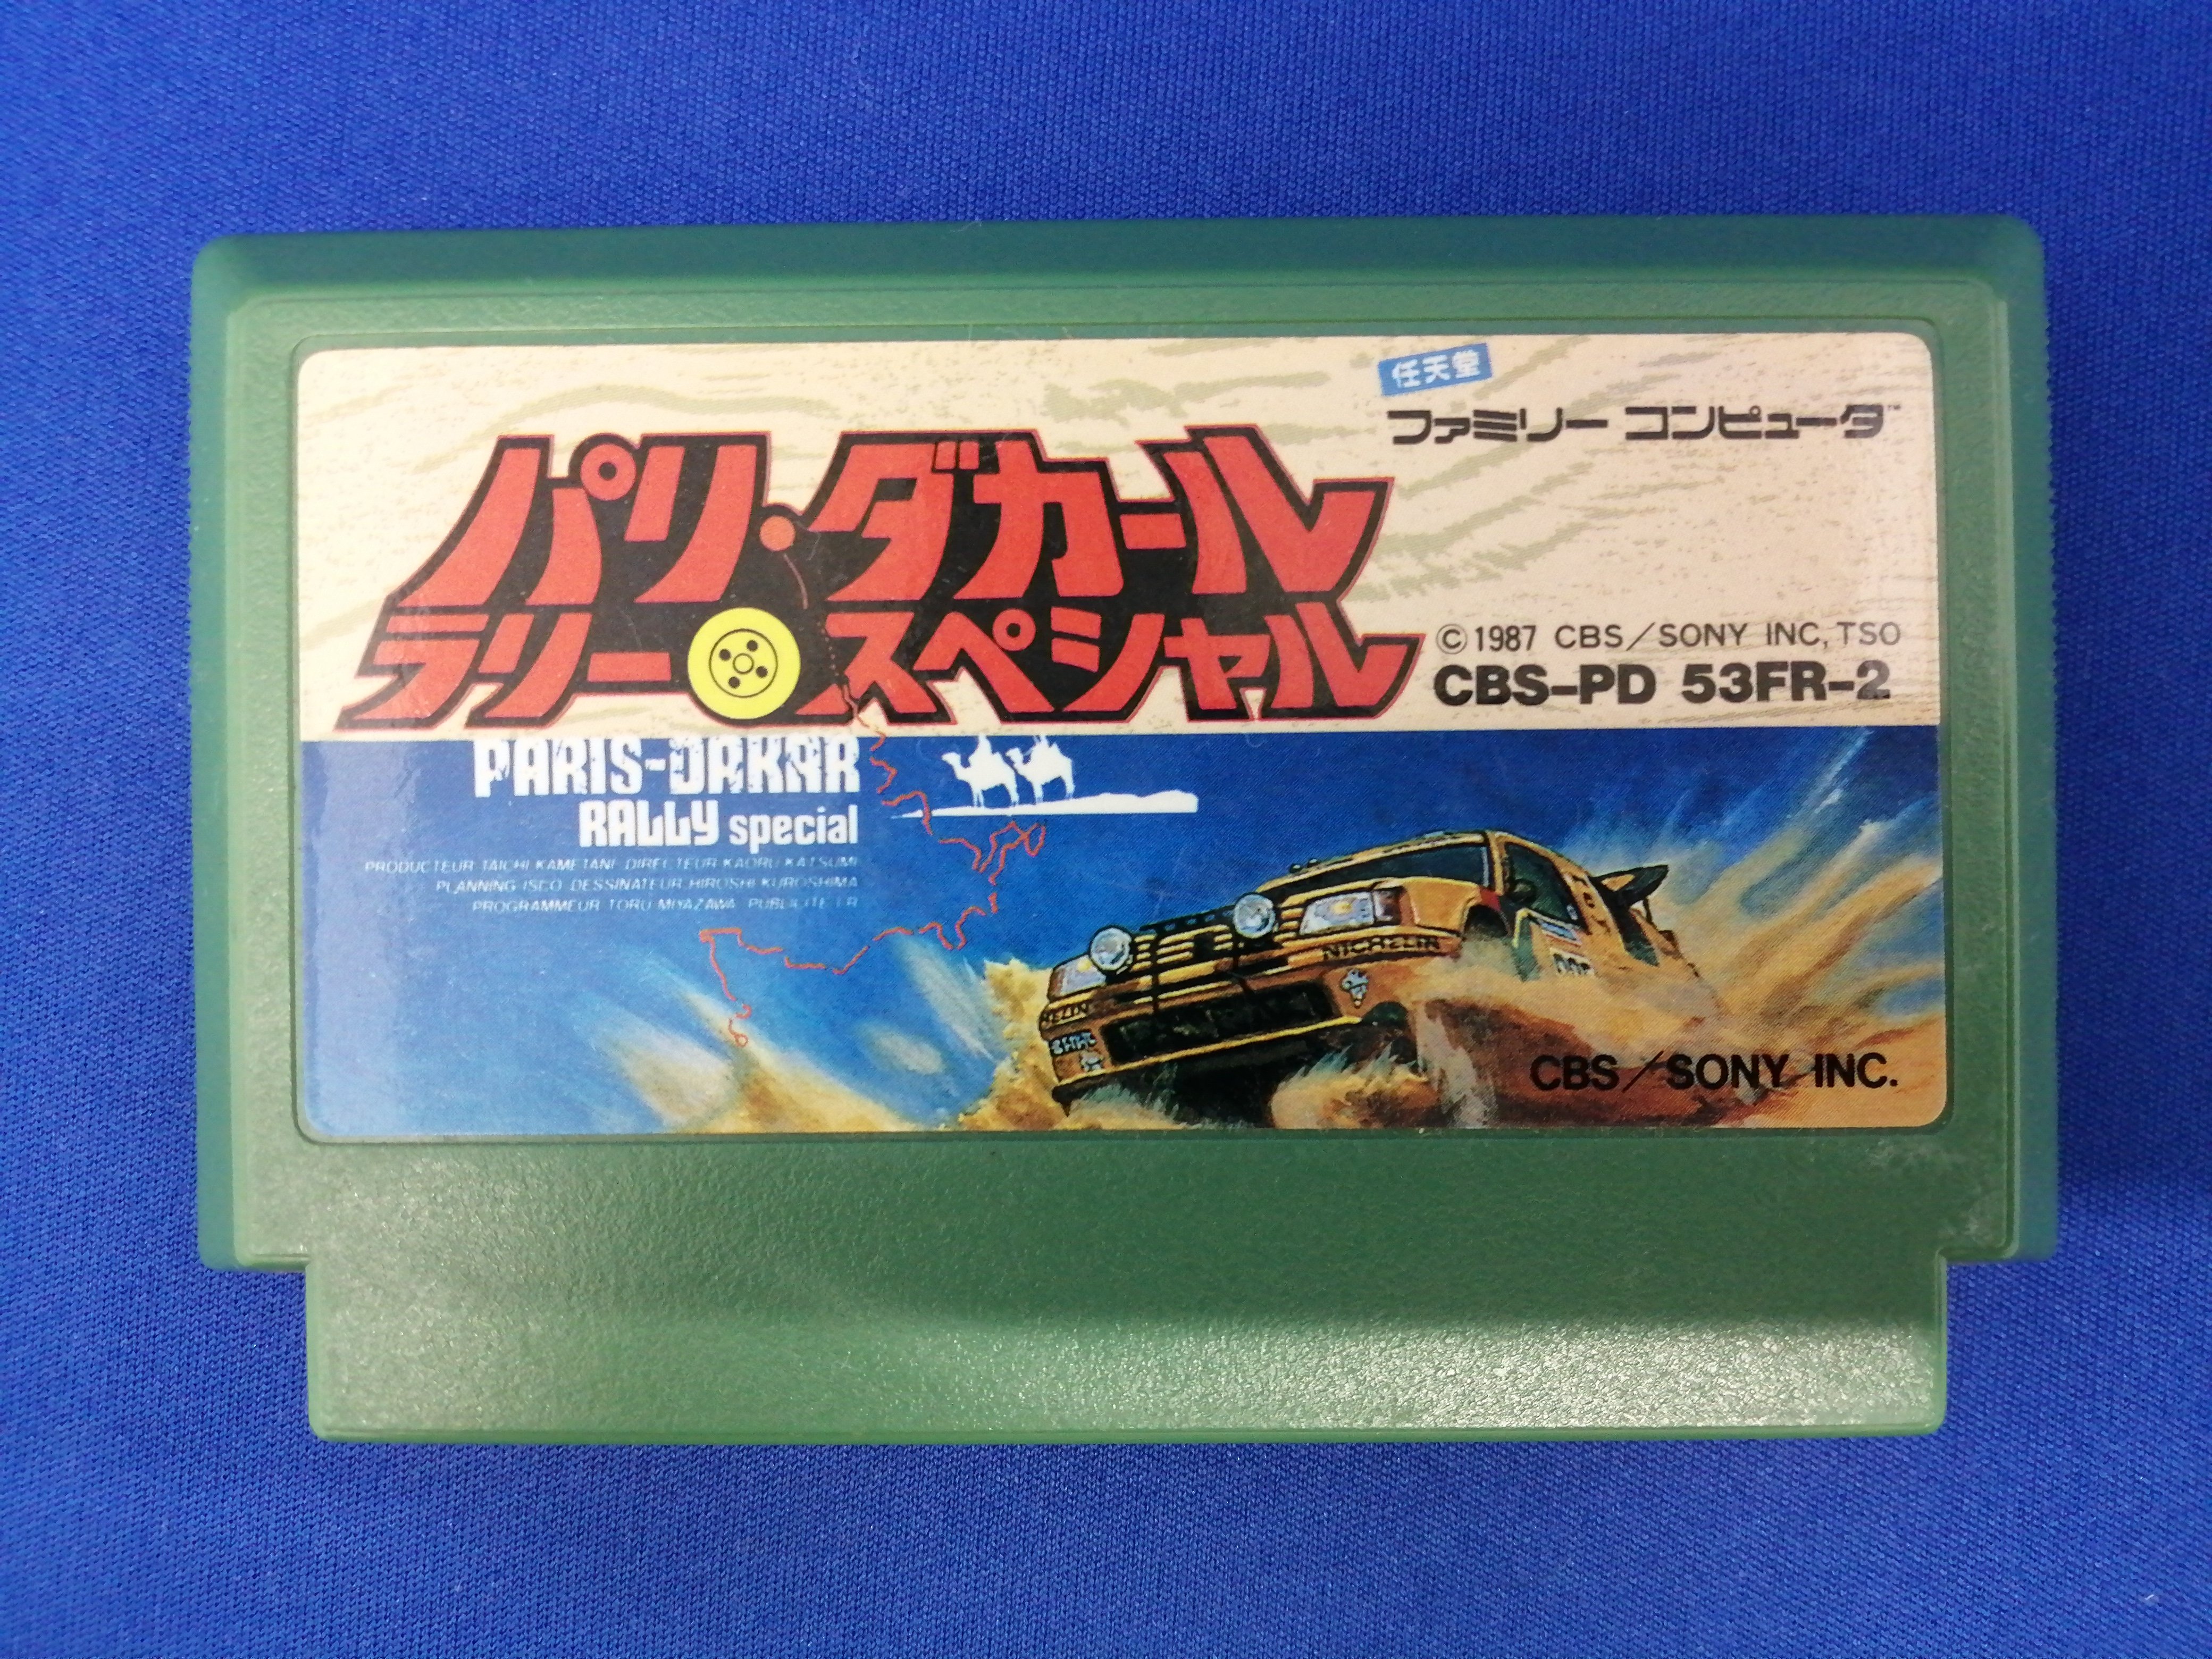 任天堂
ファミリー コンピュータ™
パリ・ダカール
ラリー・スペシャル
© 1987 CBS/SONY INC, TSO
CBS-PD 53FR-2
PARIS-DAKAR
RALLY special
PRODUCTEUR TAICHI KAMETANI DIRECTEUR KAORU KATSUMI
PLANNING ISCO DESSINATEUR HIROSHI KUROSHIMA
PROGRAMMEUR TORU MIYAZAWA PUBLICITE
CBS/SONY INC.